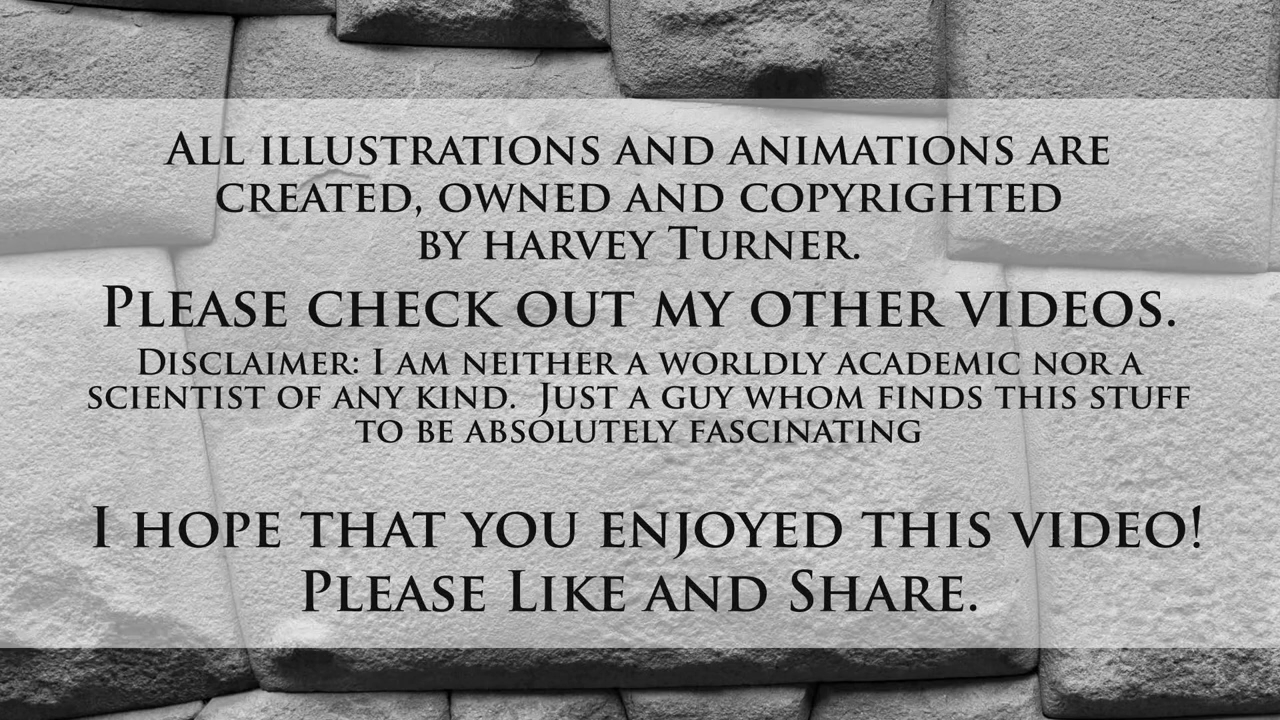 All illustrations and animations are
created, owned and copyrighted
by harvey Turner.
Please check out my other videos.
Disclaimer: I am neither a worldly academic nor a
scientist of any kind.  Just a guy whom finds this stuff
to be absolutely fascinating
I hope that you enjoyed this video!
Please Like and Share.